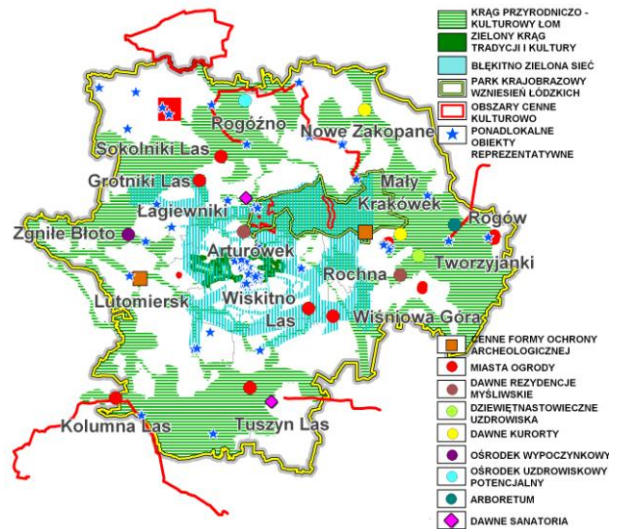 KRĄG PRZYRODNICZO -
KULTUROWY ŁOM
ZIELONY KRĄG
TRADYCJI I KULTURY
BŁĘKITNO ZIELONA SIEĆ
PARK KRAJOBRAZOWY
WZNIESIEŃ ŁÓDZKICH
OBSZARY CENNE
KULTUROWO
PONADLOKALNE
OBIEKTY
REPREZENTATYWNE
Rogóźno
Nowe Zakopane
Sokolniki Las
Grotniki Las
Mały
Krakówek
Łagiewniki
Rogów
Zgniłe Błoto
Arturówek
Tworzyjanki
Rochna
Lutomiersk
Wiskitno
Las
Wiśniowa Góra
Kolumna Las
Tuszyn Las
CENNE FORMY OCHRONY
ARCHEOLOGICZNEJ
MIASTA OGRODY
DAWNE REZYDENCJE
MYŚLIWSKIE
DZIEWIĘTNASTOWIECZNE
UZDROWISKA
DAWNE KURORTY
OŚRODEK WYPOCZYNKOWY
OŚRODEK UZDROWISKOWY
POTENCJALNY
ARBORETUM
DAWNE SANATORIA